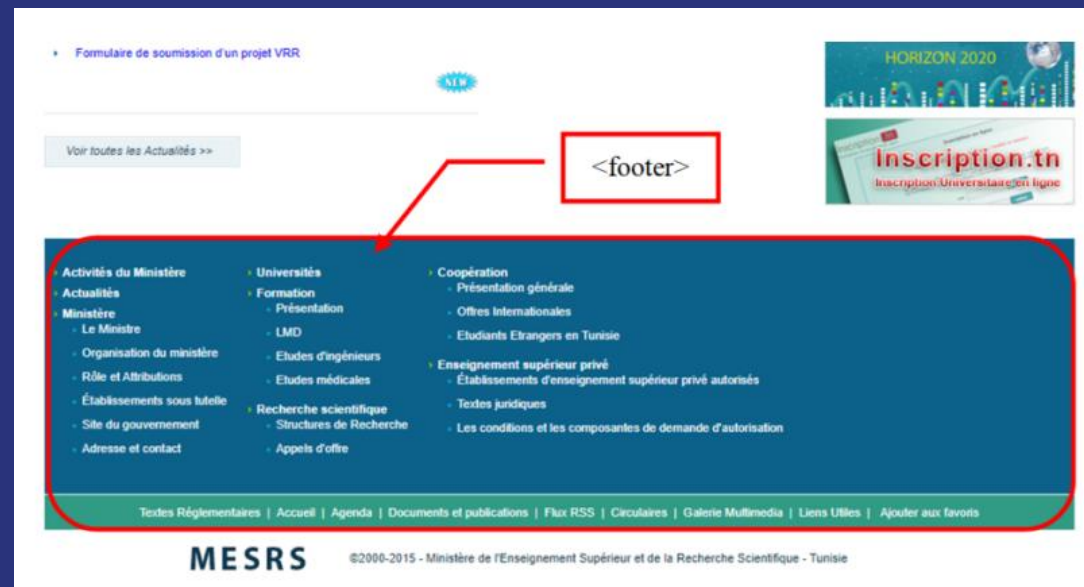 Formulaire de soumission d'un projet VRR
NEW
Voir toutes les Actualités >>
<footer>
HORIZON 2020
Inscription.tn
Inscription Universitaire en ligne
Activités du Ministère
Actualités
Ministère
Le Ministre
Organisation du ministère
Rôle et Attributions
Établissements sous tutelle
Site du gouvernement
Adresse et contact
Universités
Formation
Présentation
LMD
Etudes d'ingénieurs
Etudes médicales
Recherche scientifique
Structures de Recherche
Appels d'offre
Coopération
Présentation générale
Offres Internationales
Etudiants Etrangers en Tunisie
Enseignement supérieur privé
Établissements d'enseignement supérieur privé autorisés
Textes juridiques
Les conditions et les composantes de demande d'autorisation
Textes Réglementaires | Accueil | Agenda | Documents et publications | Flux RSS | Circulaires | Galerie Multimedia | Liens Utiles | Ajouter aux favoris
MESRS ©2000-2015 - Ministère de l'Enseignement Supérieur et de la Recherche Scientifique - Tunisie